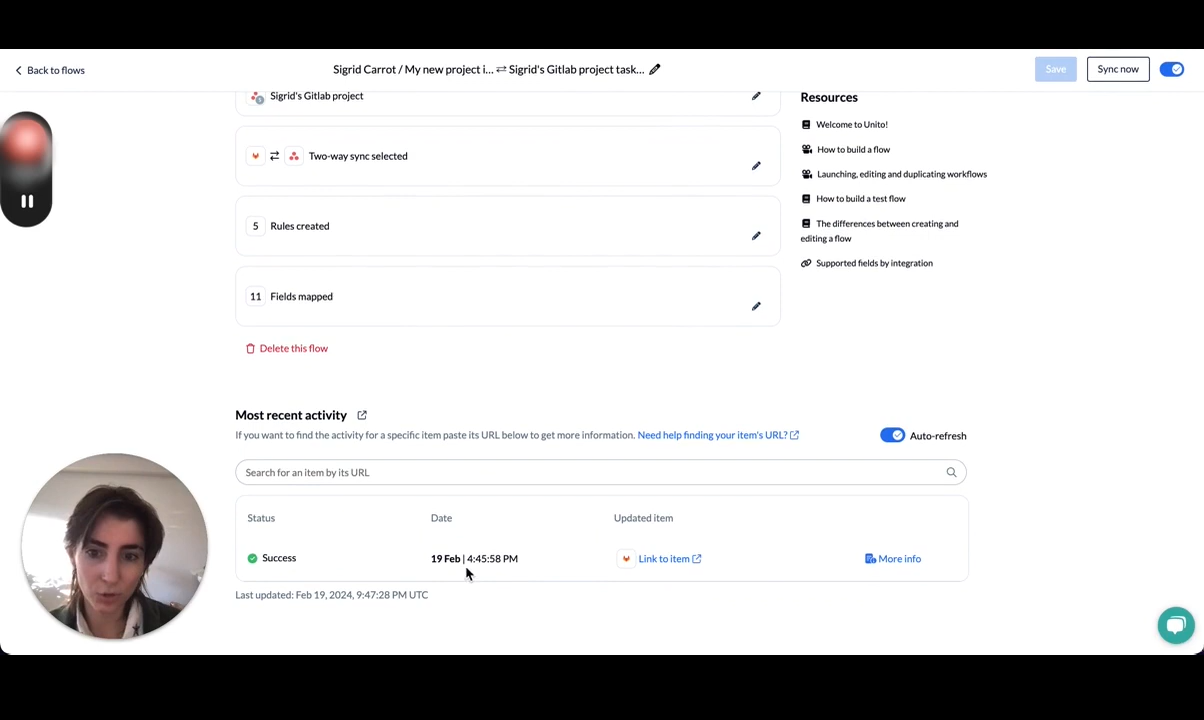 Back to flows
Sigrid Carrot / My new project i... ⇄ Sigrid's Gitlab project task...
Save
Sync now
Sigrid's Gitlab project
Two-way sync selected
5 Rules created
11 Fields mapped
Delete this flow
Resources
Welcome to Unito!
How to build a flow
Launching, editing and duplicating workflows
How to build a test flow
The differences between creating and
editing a flow
Supported fields by integration
Most recent activity
If you want to find the activity for a specific item paste its URL below to get more information. Need help finding your item's URL?
Auto-refresh
Search for an item by its URL
Status Date Updated item
Success 19 Feb | 4:45:58 PM Link to item More info
Last updated: Feb 19, 2024, 9:47:28 PM UTC